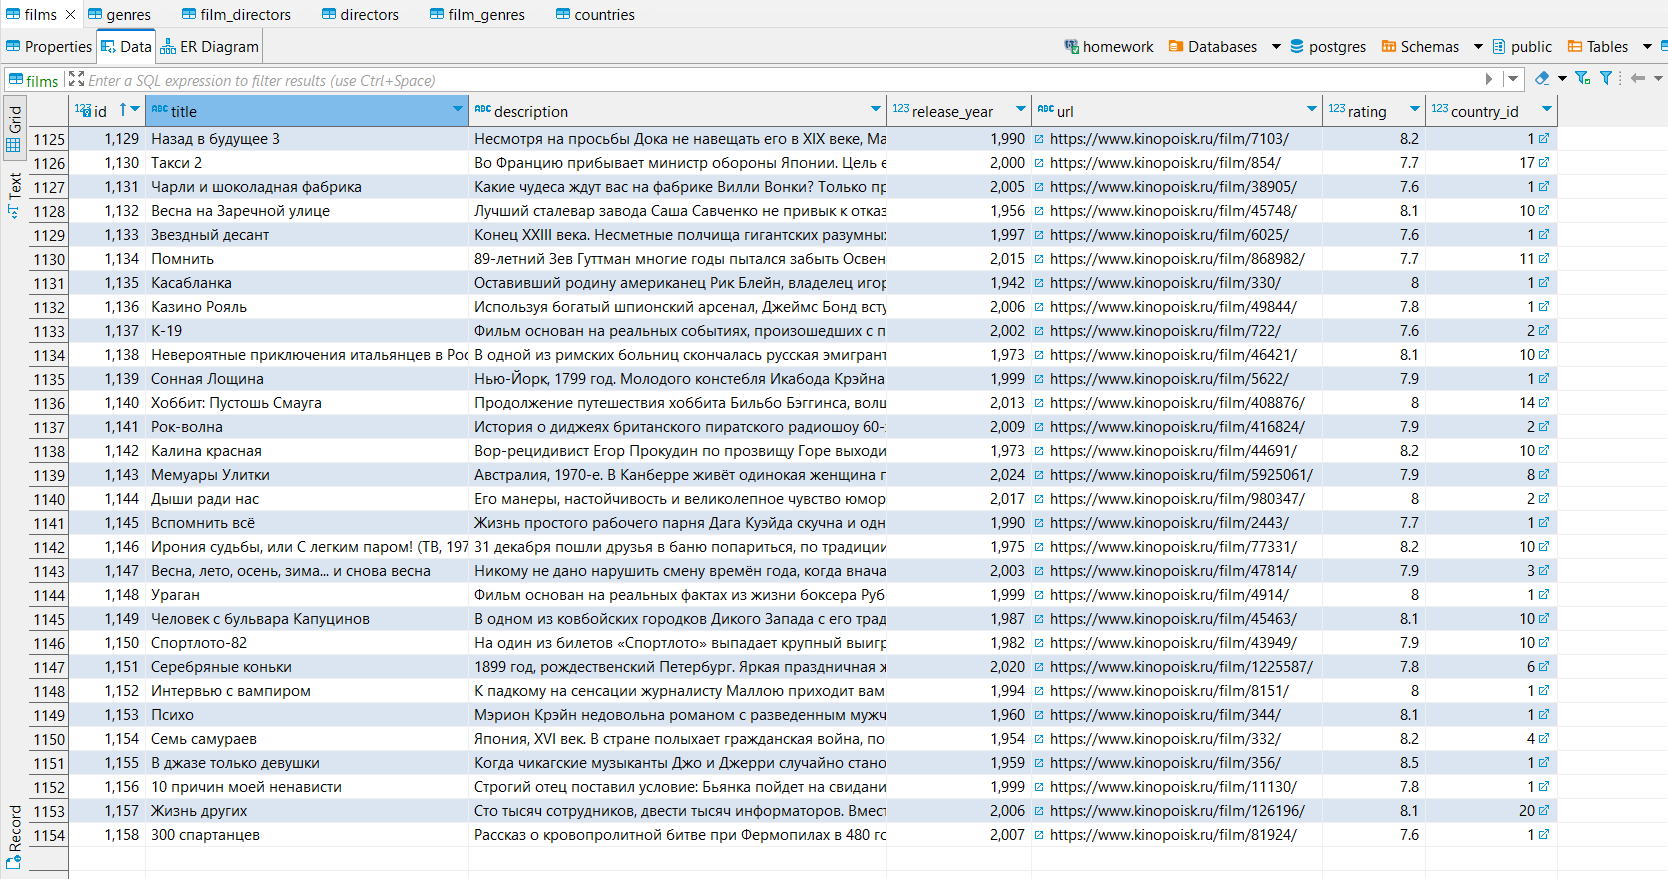 films genres film_directors directors film_genres countries
Properties Data ER Diagram homework Databases postgres Schemas public Tables
films Enter a SQL expression to filter results (use Ctrl+Space)
Grid
Text
Record
123 id ABC title ABC description 123 release_year ABC url 123 rating 123 country_id
1125 1,129 Назад в будущее 3 Несмотря на просьбы Дока не навещать его в XIX веке, Ма 1,990 https://www.kinopoisk.ru/film/7103/ 8.2 1
1126 1,130 Такси 2 Во Францию прибывает министр обороны Японии. Цель е 2,000 https://www.kinopoisk.ru/film/854/ 7.7 17
1127 1,131 Чарли и шоколадная фабрика Какие чудеса ждут вас на фабрике Вилли Вонки? Только пр 2,005 https://www.kinopoisk.ru/film/38905/ 7.6 1
1128 1,132 Весна на Заречной улице Лучший сталевар завода Саша Савченко не привык к отказ 1,956 https://www.kinopoisk.ru/film/45748/ 8.1 10
1129 1,133 Звездный десант Конец XXIII века. Несметные полчища гигантских разумных 1,997 https://www.kinopoisk.ru/film/6025/ 7.6 1
1130 1,134 Помнить 89-летний Зев Гуттман многие годы пытался забыть Освен 2,015 https://www.kinopoisk.ru/film/868982/ 7.7 11
1131 1,135 Касабланка Оставивший родину американец Рик Блейн, владелец игор 1,942 https://www.kinopoisk.ru/film/330/ 8 1
1132 1,136 Казино Рояль Используя богатый шпионский арсенал, Джеймс Бонд всту 2,006 https://www.kinopoisk.ru/film/49844/ 7.8 1
1133 1,137 К-19 Фильм основан на реальных событиях, произошедших с п 2,002 https://www.kinopoisk.ru/film/722/ 7.6 2
1134 1,138 Невероятные приключения итальянцев в Рос В одной из римских больниц скончалась русская эмигрант 1,973 https://www.kinopoisk.ru/film/46421/ 8.1 10
1135 1,139 Сонная Лощина Нью-Йорк, 1799 год. Молодого констебля Икабода Крэйна 1,999 https://www.kinopoisk.ru/film/5622/ 7.9 1
1136 1,140 Хоббит: Пустошь Смауга Продолжение путешествия хоббита Бильбо Бэггинса, волш 2,013 https://www.kinopoisk.ru/film/408876/ 8 14
1137 1,141 Рок-волна История о диджеях британского пиратского радиошоу 60-х 2,009 https://www.kinopoisk.ru/film/416824/ 7.9 2
1138 1,142 Калина красная Вор-рецидивист Егор Прокудин по прозвищу Горе выходи 1,973 https://www.kinopoisk.ru/film/44691/ 8.2 10
1139 1,143 Мемуары Улитки Австралия, 1970-е. В Канберре живёт одинокая женщина п 2,024 https://www.kinopoisk.ru/film/5925061/ 7.9 8
1140 1,144 Дыши ради нас Его манеры, настойчивость и великолепное чувство юмор 2,017 https://www.kinopoisk.ru/film/980347/ 8 2
1141 1,145 Вспомнить всё Жизнь простого рабочего парня Дага Куэйда скучна и одн 1,990 https://www.kinopoisk.ru/film/2443/ 7.7 1
1142 1,146 Ирония судьбы, или С легким паром! (ТВ, 197 31 декабря пошли друзья в баню попариться, по традиции 1,975 https://www.kinopoisk.ru/film/77331/ 8.2 10
1143 1,147 Весна, лето, осень, зима... и снова весна Никому не дано нарушить смену времён года, когда внача 2,003 https://www.kinopoisk.ru/film/47814/ 7.9 3
1144 1,148 Ураган Фильм основан на реальных фактах из жизни боксера Руб 1,999 https://www.kinopoisk.ru/film/4914/ 8 1
1145 1,149 Человек с бульвара Капуцинов В одном из ковбойских городков Дикого Запада с его трад 1,987 https://www.kinopoisk.ru/film/45463/ 8.1 10
1146 1,150 Спортлото-82 На один из билетов «Спортлото» выпадает крупный выигр 1,982 https://www.kinopoisk.ru/film/43949/ 7.9 10
1147 1,151 Серебряные коньки 1899 год, рождественский Петербург. Яркая праздничная ж 2,020 https://www.kinopoisk.ru/film/1225587/ 7.8 6
1148 1,152 Интервью с вампиром К падкому на сенсации журналисту Маллою приходит вам 1,994 https://www.kinopoisk.ru/film/8151/ 8 1
1149 1,153 Психо Мэрион Крэйн недовольна романом с разведенным мужч 1,960 https://www.kinopoisk.ru/film/344/ 8.1 1
1150 1,154 Семь самураев Япония, XVI век. В стране полыхает гражданская война, по 1,954 https://www.kinopoisk.ru/film/332/ 8.2 4
1151 1,155 В джазе только девушки Когда чикагские музыканты Джо и Джерри случайно стано 1,959 https://www.kinopoisk.ru/film/356/ 8.5 1
1152 1,156 10 причин моей ненависти Строгий отец поставил условие: Бьянка пойдет на свидани 1,999 https://www.kinopoisk.ru/film/11130/ 7.8 1
1153 1,157 Жизнь других Сто тысяч сотрудников, двести тысяч информаторов. Вмест 2,006 https://www.kinopoisk.ru/film/126196/ 8.1 20
1154 1,158 300 спартанцев Рассказ о кровопролитной битве при Фермопилах в 480 го 2,007 https://www.kinopoisk.ru/film/81924/ 7.6 1